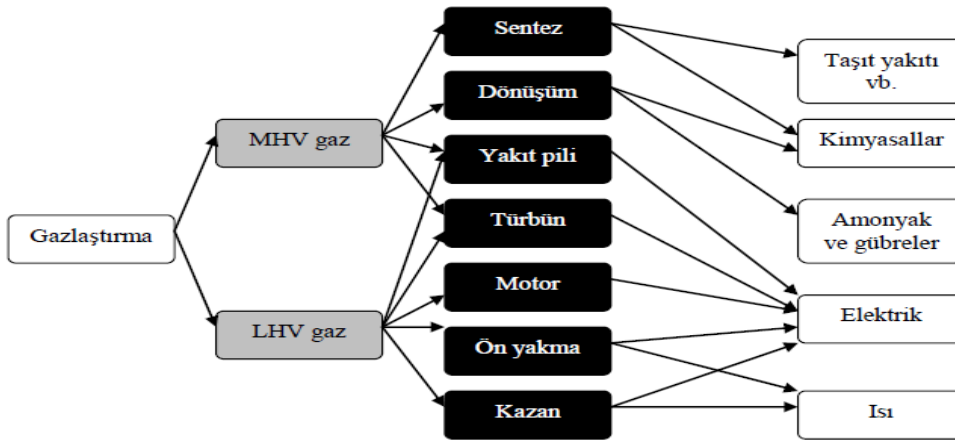 Sentez
Taşıt yakıtı
vb.
Dönüşüm
MHV gaz
Yakıt pili
Kimyasallar
Gazlaştırma
Türbün
Amonyak
ve gübreler
Motor
Elektrik
LHV gaz
Ön yakma
Kazan
Isı